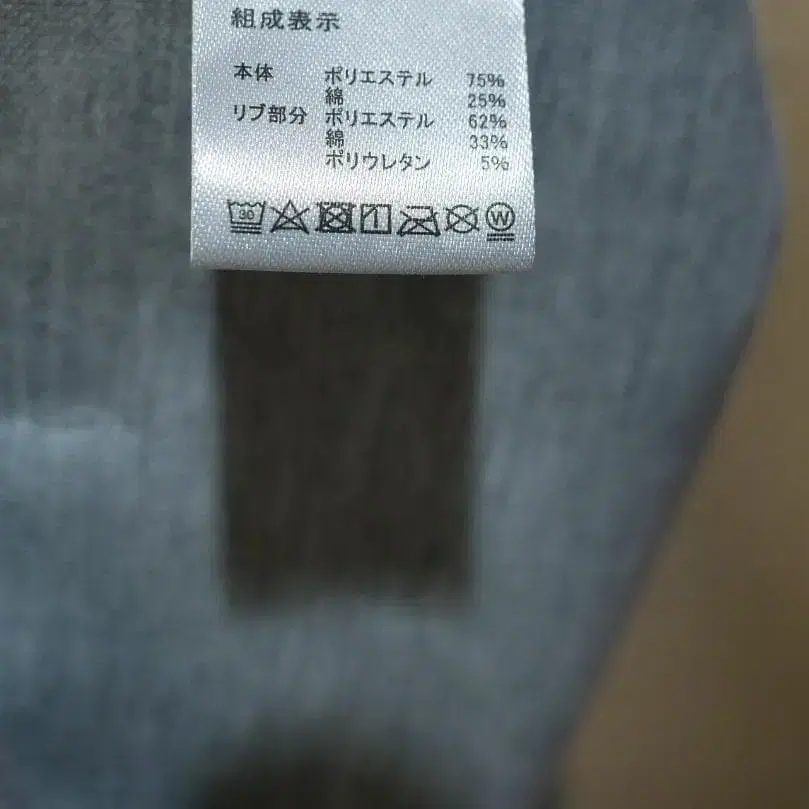 組成表示
本体 ポリエステル 75%
綿 25%
リブ部分 ポリエステル 62%
綿 33%
ポリウレタン 5%
30 W